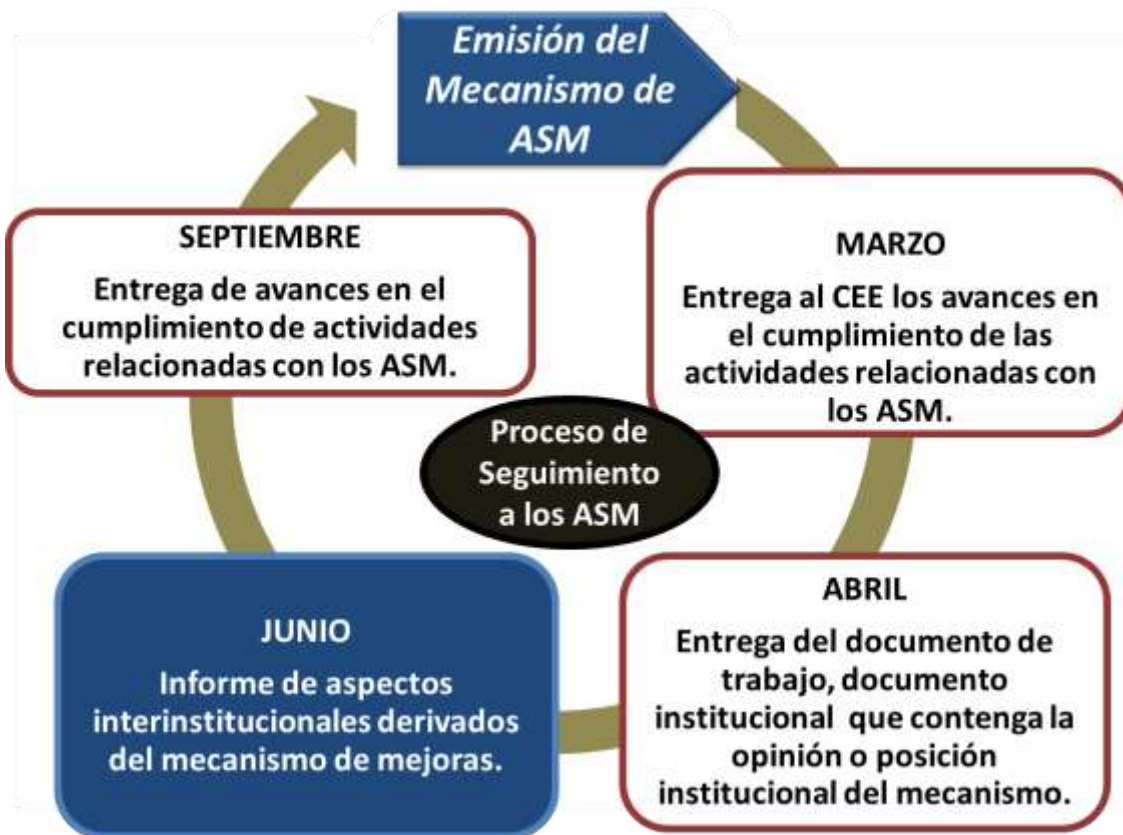 Emisión del
Mecanismo de
ASM
MARZO
Entrega al CEE los avances en
el cumplimiento de las
actividades relacionadas con
los ASM.
ABRIL
Entrega del documento de
trabajo, documento
institucional que contenga la
opinión o posición
institucional del mecanismo.
JUNIO
Informe de aspectos
interinstitucionales derivados
del mecanismo de mejoras.
SEPTIEMBRE
Entrega de avances en el
cumplimiento de actividades
relacionadas con los ASM.
Proceso de
Seguimiento
a los ASM